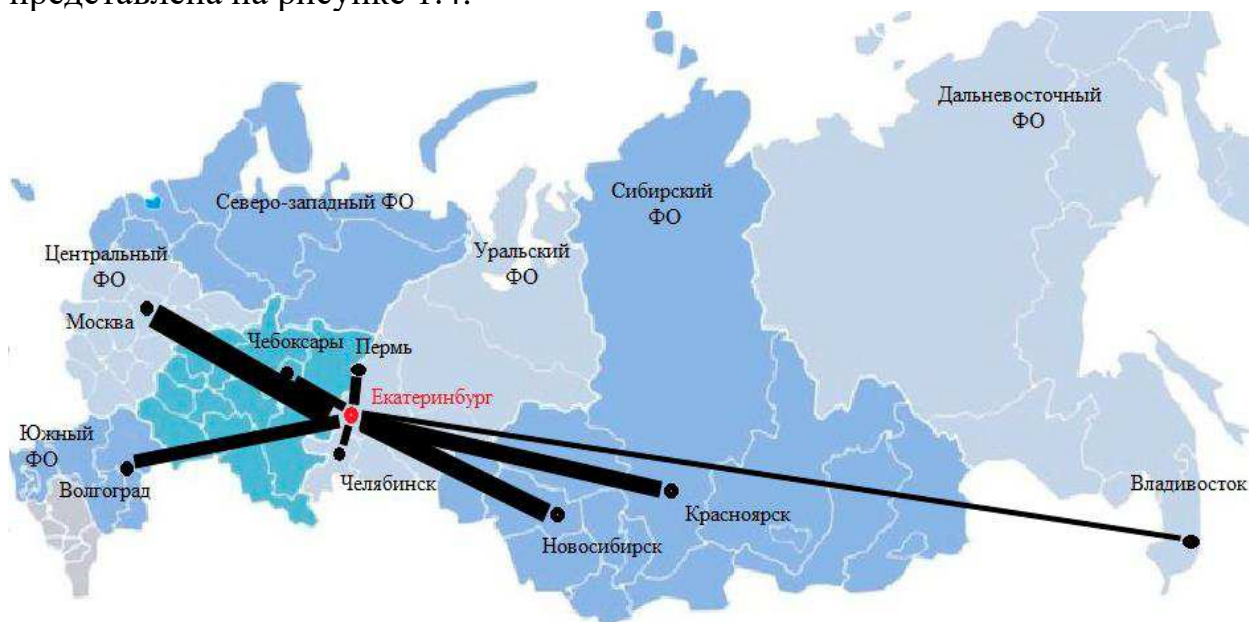 представлена на рисунке 1.4.
Дальневосточный
ФО
Сибирский
ФО
Северо-западный ФО
Уральский
ФО
Центральный
ФО
Москва
Чебоксары
Пермь
Екатеринбург
Южный
ФО
Волгоград
Челябинск
Владивосток
Красноярск
Новосибирск